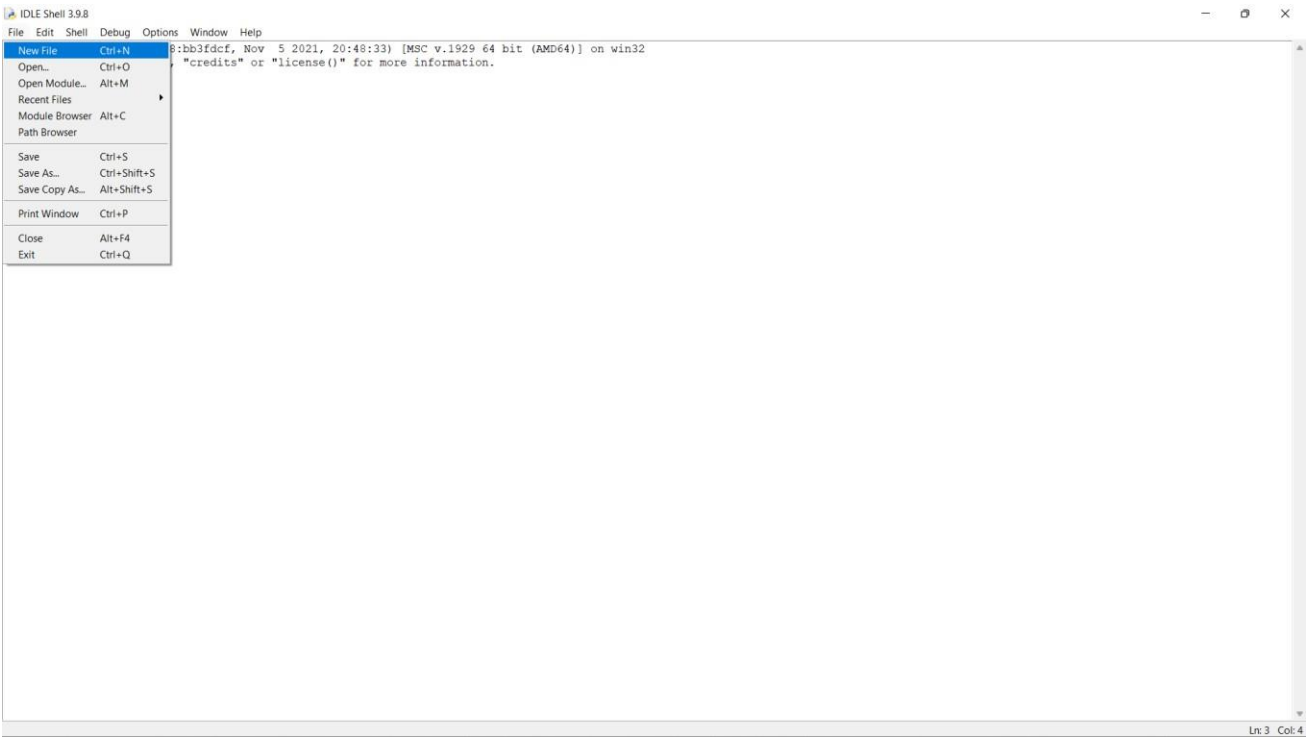 IDLE Shell 3.9.8
File Edit Shell Debug Options Window Help
New File Ctrl+N
8:bb3fdcf, Nov 5 2021, 20:48:33) [MSC v.1929 64 bit (AMD64)] on win32
Open... Ctrl+O
, "credits" or "license()" for more information.
Open Module... Alt+M
Recent Files
Module Browser Alt+C
Path Browser
Save Ctrl+S
Save As... Ctrl+Shift+S
Save Copy As... Alt+Shift+S
Print Window Ctrl+P
Close Alt+F4
Exit Ctrl+Q
Ln: 3 Col: 4